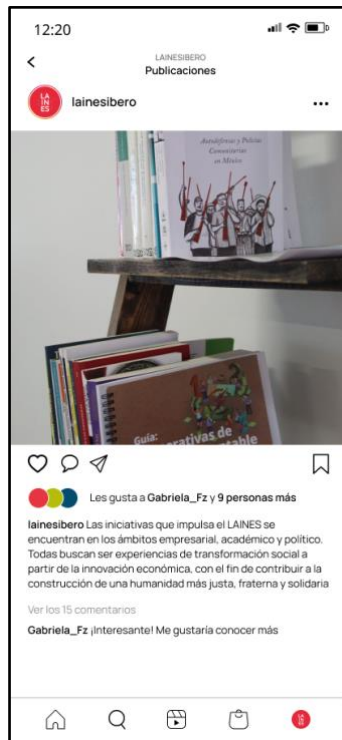 12:20
LAINESIBERO
Publicaciones
LA
IN
ES
lainesibero
Autodefensas y Policías
Comunitarias
en México
Guía:
Les gusta a Gabriela_Fz y 9 personas más
lainesibero Las iniciativas que impulsa el LAINES se
encuentran en los ámbitos empresarial, académico y político.
Todas buscan ser experiencias de transformación social a
partir de la innovación económica, con el fin de contribuir a la
construcción de una humanidad más justa, fraterna y solidaria
Ver los 15 comentarios
Gabriela_Fz ¡Interesante! Me gustaría conocer más
LA
IN
ES